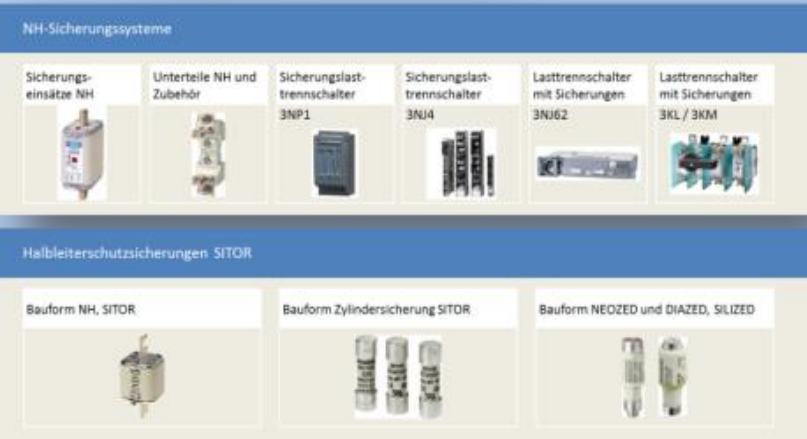 NH-Sicherungssysteme
Sicherungs-
einsätze NH
Unterteile NH und
Zubehör
Sicherungslast-
trennschalter
3NP1
Sicherungslast-
trennschalter
3NJ4
Lasttrennschalter
mit Sicherungen
3NJ62
Lasttrennschalter
mit Sicherungen
3KL / 3KM
Halbleiterschutzsicherungen SITOR
Bauform NH, SITOR
Bauform Zylindersicherung SITOR
Bauform NEOZED und DIAZED, SILIZED